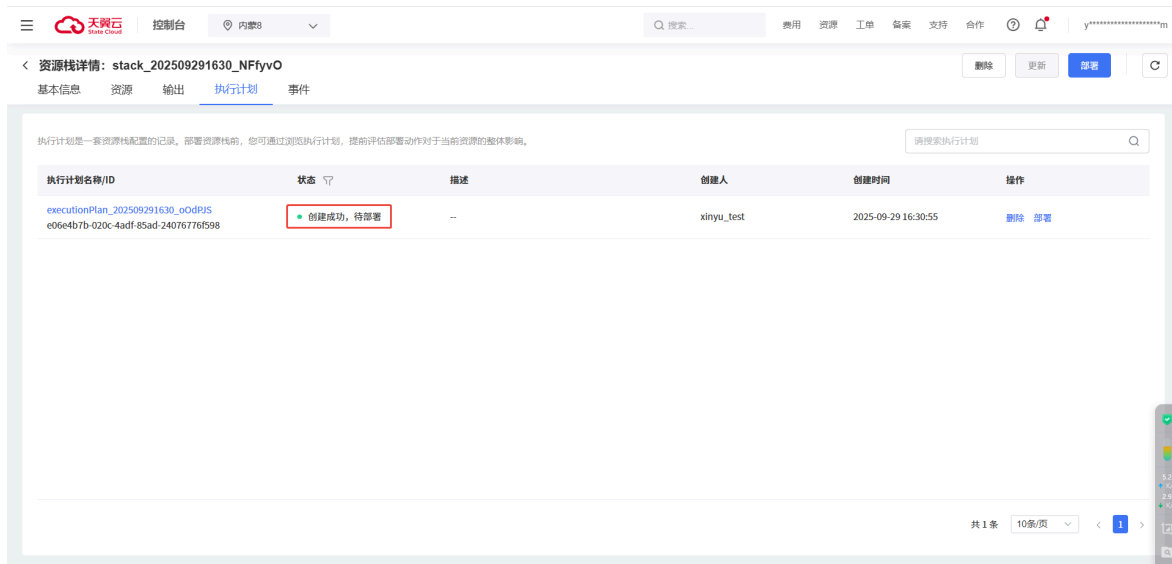 天翼云
State Cloud
控制台
内蒙8
搜索...
费用 资源 工单 备案 支持 合作
y********************m
资源栈详情：stack_202509291630_NFfyvO
删除 更新 部署
基本信息 资源 输出 执行计划 事件
执行计划是一套资源栈配置的记录。部署资源栈前，您可通过浏览执行计划，提前评估部署动作对于当前资源的整体影响。
请搜索执行计划
执行计划名称/ID 状态 描述 创建人 创建时间 操作
executionPlan_202509291630_oOdPJS
e06e4b7b-020c-4adf-85ad-24076776f598
创建成功，待部署
--
xinyu_test
2025-09-29 16:30:55
删除 部署
共 1 条 10条/页 1